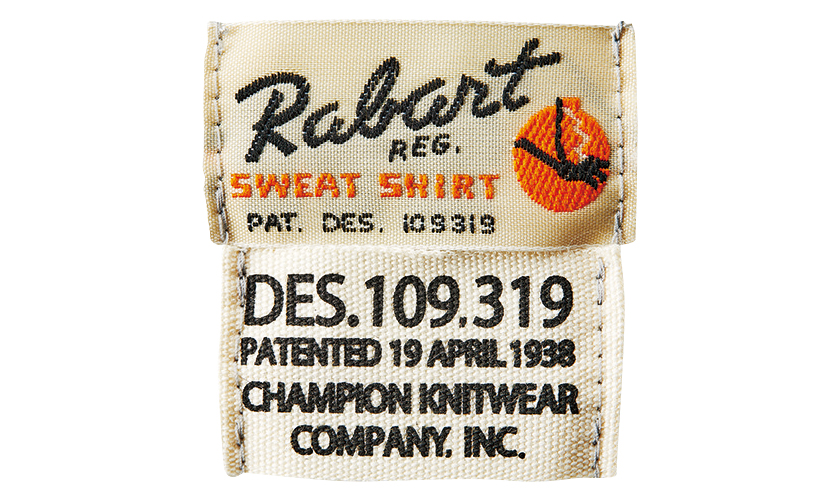 Rabart
REG.
SWEAT SHIRT
PAT. DES. 109319
DES.109,319
PATENTED 19 APRIL 1938
CHAMPION KNITWEAR
COMPANY, INC.